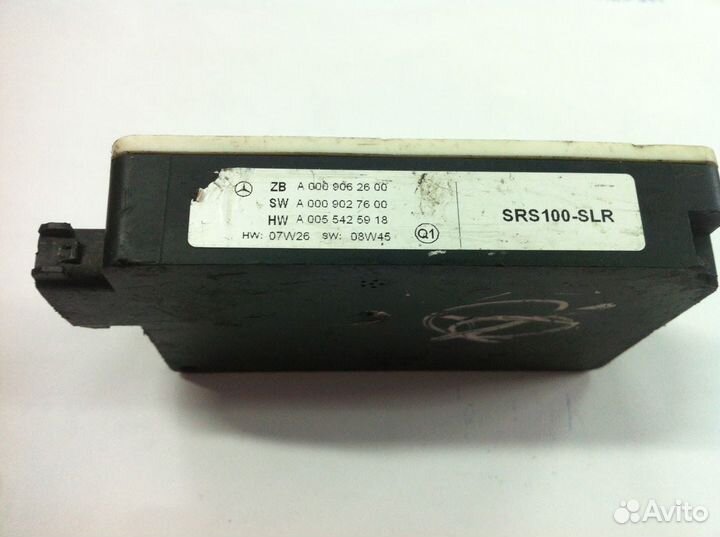 ZB A 000 906 26 00
SW A 000 902 76 00
HW A 005 542 59 18
HW: 07W26 SW: 08W45 Q1
SRS100-SLR
Avito